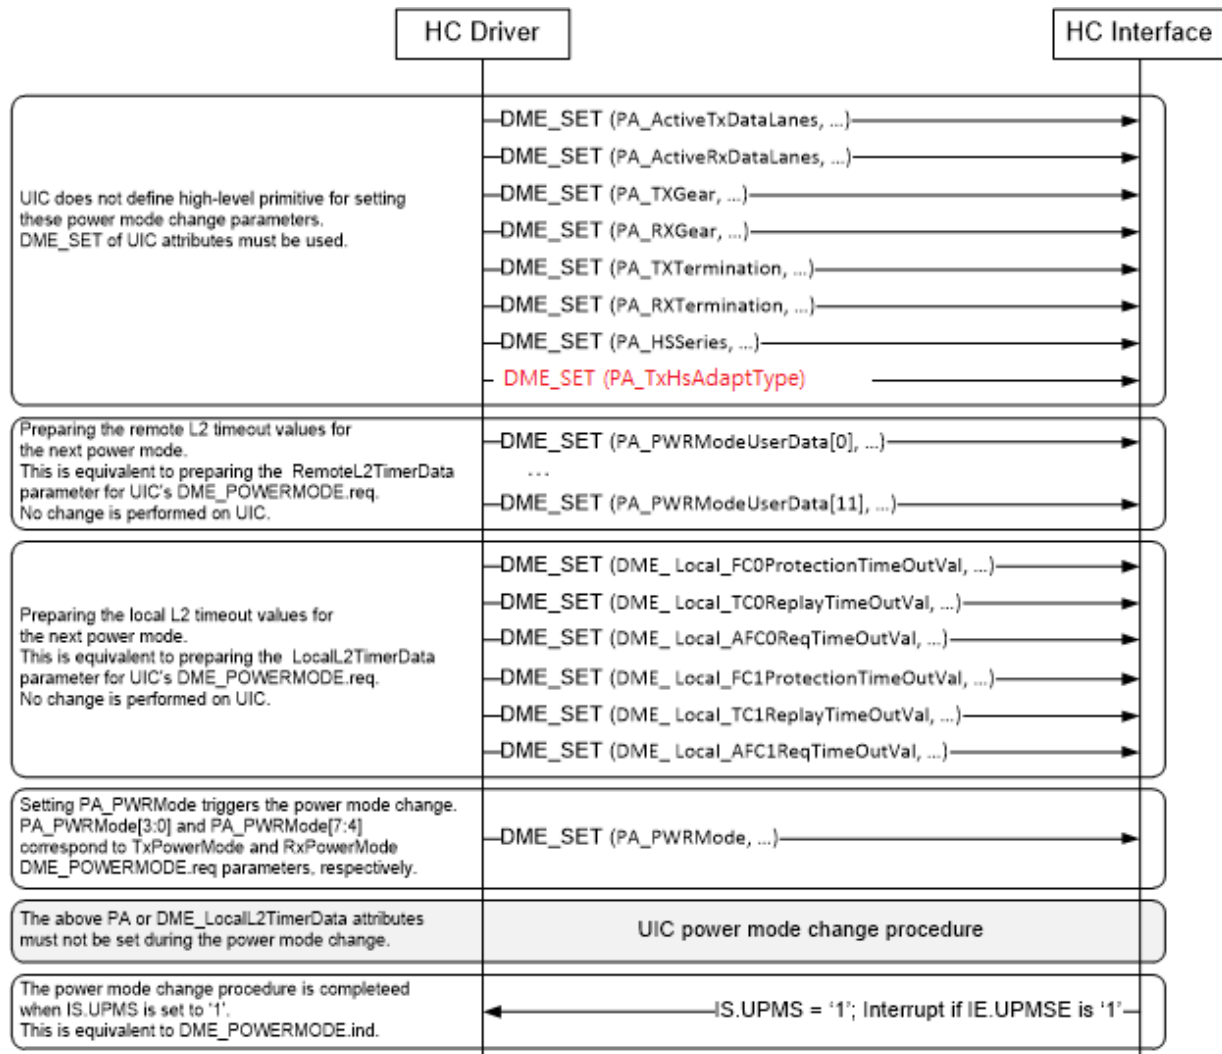 HC Driver
HC Interface
UIC does not define high-level primitive for setting
these power mode change parameters.
DME_SET of UIC attributes must be used.
DME_SET (PA_ActiveTxDataLanes, ...)
DME_SET (PA_ActiveRxDataLanes, ...)
DME_SET (PA_TXGear, ...)
DME_SET (PA_RXGear, ...)
DME_SET (PA_TXTermination, ...)
DME_SET (PA_RXTermination, ...)
DME_SET (PA_HSSeries, ...)
DME_SET (PA_TxHsAdaptType)
Preparing the remote L2 timeout values for
the next power mode.
This is equivalent to preparing the RemoteL2TimerData
parameter for UIC's DME_POWERMODE.req.
No change is performed on UIC.
DME_SET (PA_PWRModeUserData[0], ...)
...
DME_SET (PA_PWRModeUserData[11], ...)
Preparing the local L2 timeout values for
the next power mode.
This is equivalent to preparing the LocalL2TimerData
parameter for UIC's DME_POWERMODE.req.
No change is performed on UIC.
DME_SET (DME_ Local_FC0ProtectionTimeOutVal, ...)
DME_SET (DME_ Local_TC0ReplayTimeOutVal, ...)
DME_SET (DME_ Local_AFC0ReqTimeOutVal, ...)
DME_SET (DME_ Local_FC1ProtectionTimeOutVal, ...)
DME_SET (DME_ Local_TC1ReplayTimeOutVal, ...)
DME_SET (DME_ Local_AFC1ReqTimeOutVal, ...)
Setting PA_PWRMode triggers the power mode change.
PA_PWRMode[3:0] and PA_PWRMode[7:4]
correspond to TxPowerMode and RxPowerMode
DME_POWERMODE.req parameters, respectively.
DME_SET (PA_PWRMode, ...)
The above PA or DME_LocalL2TimerData attributes
must not be set during the power mode change.
UIC power mode change procedure
The power mode change procedure is completeed
when IS.UPMS is set to '1'.
This is equivalent to DME_POWERMODE.ind.
IS.UPMS = '1'; Interrupt if IE.UPMSE is '1'